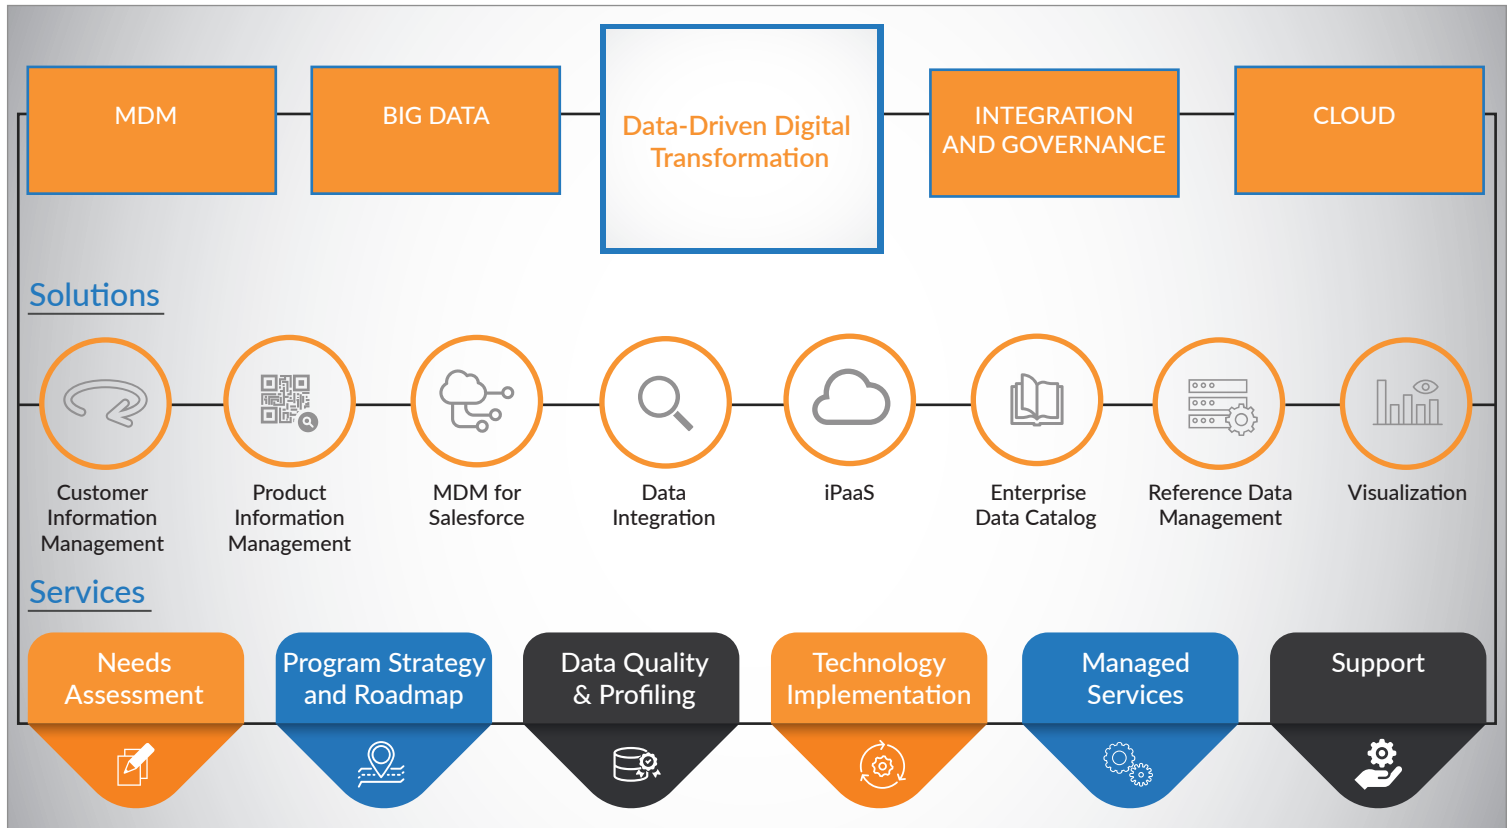 MDM
BIG DATA
Data-Driven Digital
Transformation
INTEGRATION
AND GOVERNANCE
CLOUD
Solutions
Customer
Information
Management
Product
Information
Management
MDM for
Salesforce
Data
Integration
iPaaS
Enterprise
Data Catalog
Reference Data
Management
Visualization
Services
Needs
Assessment
Program Strategy
and Roadmap
Data Quality
& Profiling
Technology
Implementation
Managed
Services
Support